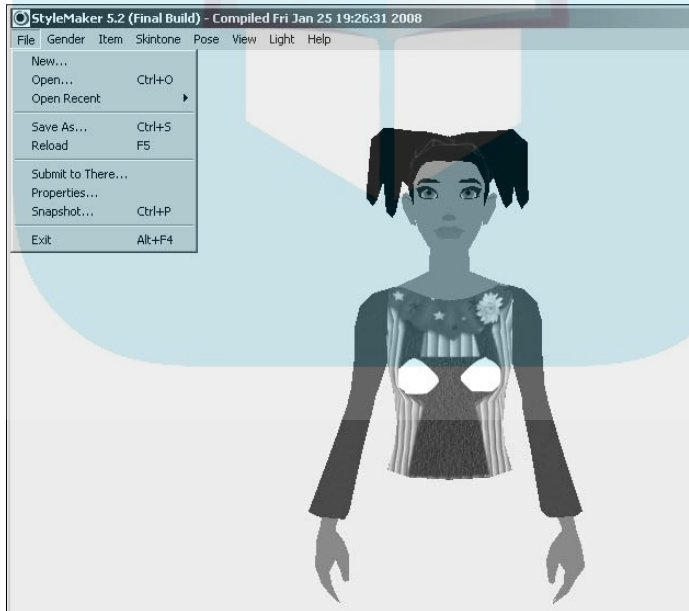 StyleMaker 5.2 (Final Build) - Compiled Fri Jan 25 19:26:31 2008
File Gender Item Skintone Pose View Light Help
New...
Open... Ctrl+O
Open Recent
Save As... Ctrl+S
Reload F5
Submit to There...
Properties...
Snapshot... Ctrl+P
Exit Alt+F4